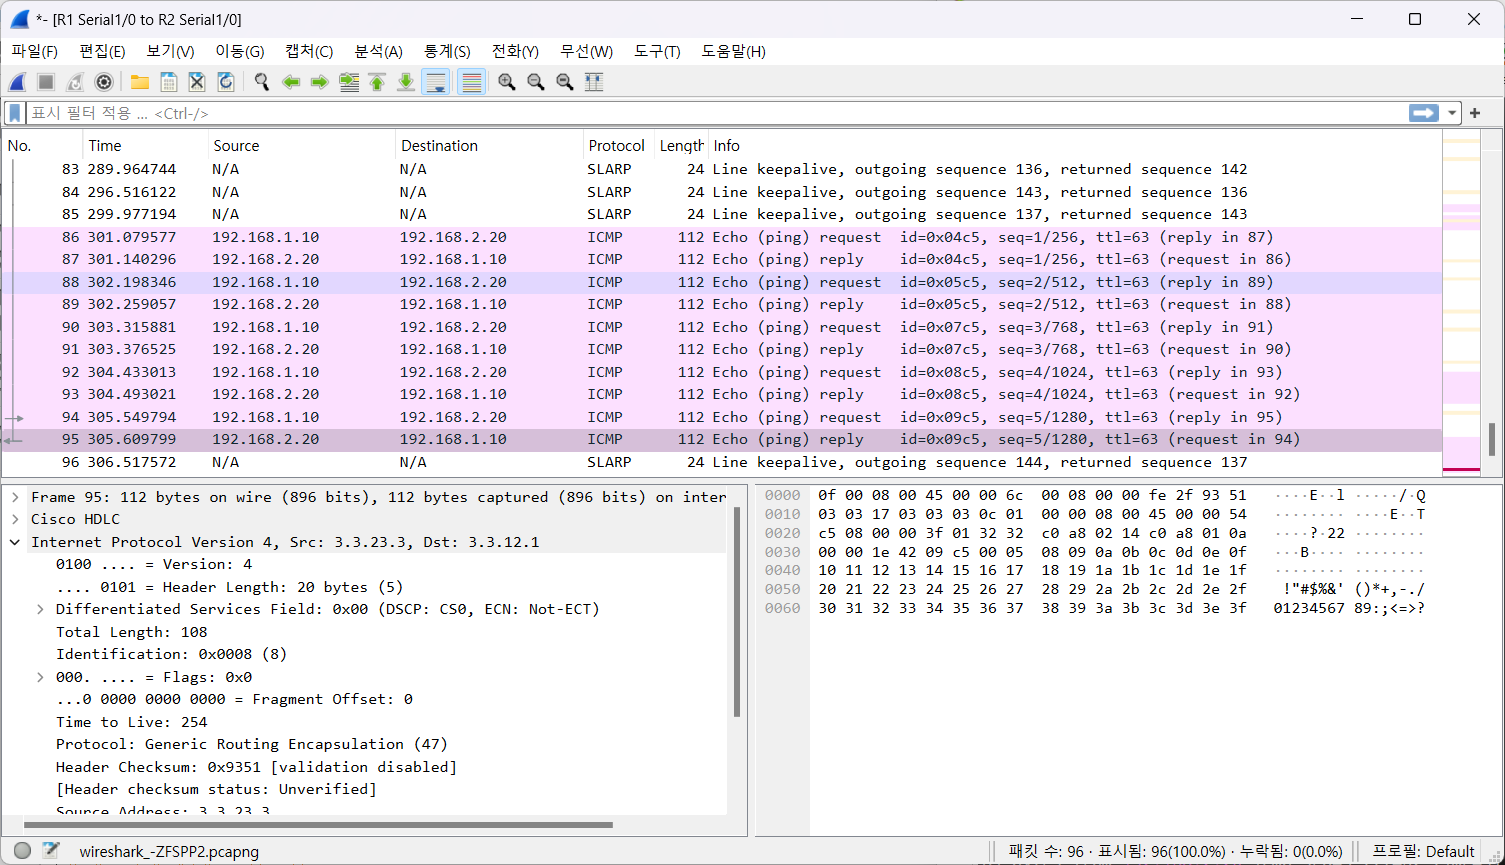 *- [R1 Serial1/0 to R2 Serial1/0]
파일(F) 편집(E) 보기(V) 이동(G) 캡처(C) 분석(A) 통계(S) 전화(Y) 무선(W) 도구(T) 도움말(H)
표시 필터 적용 … <Ctrl-/>
No. Time Source Destination Protocol Length Info
83 289.964744 N/A N/A SLARP 24 Line keepalive, outgoing sequence 136, returned sequence 142
84 296.516122 N/A N/A SLARP 24 Line keepalive, outgoing sequence 143, returned sequence 136
85 299.977194 N/A N/A SLARP 24 Line keepalive, outgoing sequence 137, returned sequence 143
86 301.079577 192.168.1.10 192.168.2.20 ICMP 112 Echo (ping) request id=0x04c5, seq=1/256, ttl=63 (reply in 87)
87 301.140296 192.168.2.20 192.168.1.10 ICMP 112 Echo (ping) reply id=0x04c5, seq=1/256, ttl=63 (request in 86)
88 302.198346 192.168.1.10 192.168.2.20 ICMP 112 Echo (ping) request id=0x05c5, seq=2/512, ttl=63 (reply in 89)
89 302.259057 192.168.2.20 192.168.1.10 ICMP 112 Echo (ping) reply id=0x05c5, seq=2/512, ttl=63 (request in 88)
90 303.315881 192.168.1.10 192.168.2.20 ICMP 112 Echo (ping) request id=0x07c5, seq=3/768, ttl=63 (reply in 91)
91 303.376525 192.168.2.20 192.168.1.10 ICMP 112 Echo (ping) reply id=0x07c5, seq=3/768, ttl=63 (request in 90)
92 304.433013 192.168.1.10 192.168.2.20 ICMP 112 Echo (ping) request id=0x08c5, seq=4/1024, ttl=63 (reply in 93)
93 304.493021 192.168.2.20 192.168.1.10 ICMP 112 Echo (ping) reply id=0x08c5, seq=4/1024, ttl=63 (request in 92)
94 305.549794 192.168.1.10 192.168.2.20 ICMP 112 Echo (ping) request id=0x09c5, seq=5/1280, ttl=63 (reply in 95)
95 305.609799 192.168.2.20 192.168.1.10 ICMP 112 Echo (ping) reply id=0x09c5, seq=5/1280, ttl=63 (request in 94)
96 306.517572 N/A N/A SLARP 24 Line keepalive, outgoing sequence 144, returned sequence 137
Frame 95: 112 bytes on wire (896 bits), 112 bytes captured (896 bits) on inter
Cisco HDLC
Internet Protocol Version 4, Src: 3.3.23.3, Dst: 3.3.12.1
0100 .... = Version: 4
.... 0101 = Header Length: 20 bytes (5)
Differentiated Services Field: 0x00 (DSCP: CS0, ECN: Not-ECT)
Total Length: 108
Identification: 0x0008 (8)
000. .... = Flags: 0x0
...0 0000 0000 0000 = Fragment Offset: 0
Time to Live: 254
Protocol: Generic Routing Encapsulation (47)
Header Checksum: 0x9351 [validation disabled]
[Header checksum status: Unverified]
Source Address: 3.3.23.3
0000 0f 00 08 00 45 00 00 6c 00 08 00 00 fe 2f 93 51 ····E··l ·····/·Q
0010 03 03 17 03 03 03 0c 01 00 00 08 00 45 00 00 54 ········ ····E··T
0020 c5 08 00 00 3f 01 32 32 c0 a8 02 14 c0 a8 01 0a ····?·22 ········
0030 00 00 1e 42 09 c5 00 05 08 09 0a 0b 0c 0d 0e 0f ···B···· ········
0040 10 11 12 13 14 15 16 17 18 19 1a 1b 1c 1d 1e 1f ········ ········
0050 20 21 22 23 24 25 26 27 28 29 2a 2b 2c 2d 2e 2f !"#$%&' ()*+,-./
0060 30 31 32 33 34 35 36 37 38 39 3a 3b 3c 3d 3e 3f 01234567 89:;<=>?
wireshark_-ZFSPP2.pcapng 패킷 수: 96 · 표시됨: 96(100.0%) · 누락됨: 0(0.0%) 프로필: Default